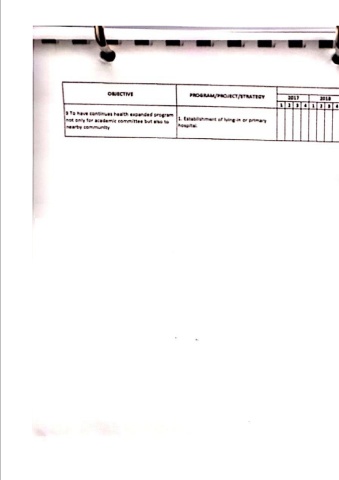 OBJECTIVE PROGRAM/PROJECT/STRATEGY 2017 2018
1 2 3 4 1 2 3 4
9 To have continues health expanded program
not only for academic committee but also to
nearby community
1. Establishment of lying-in or primary
hospital.